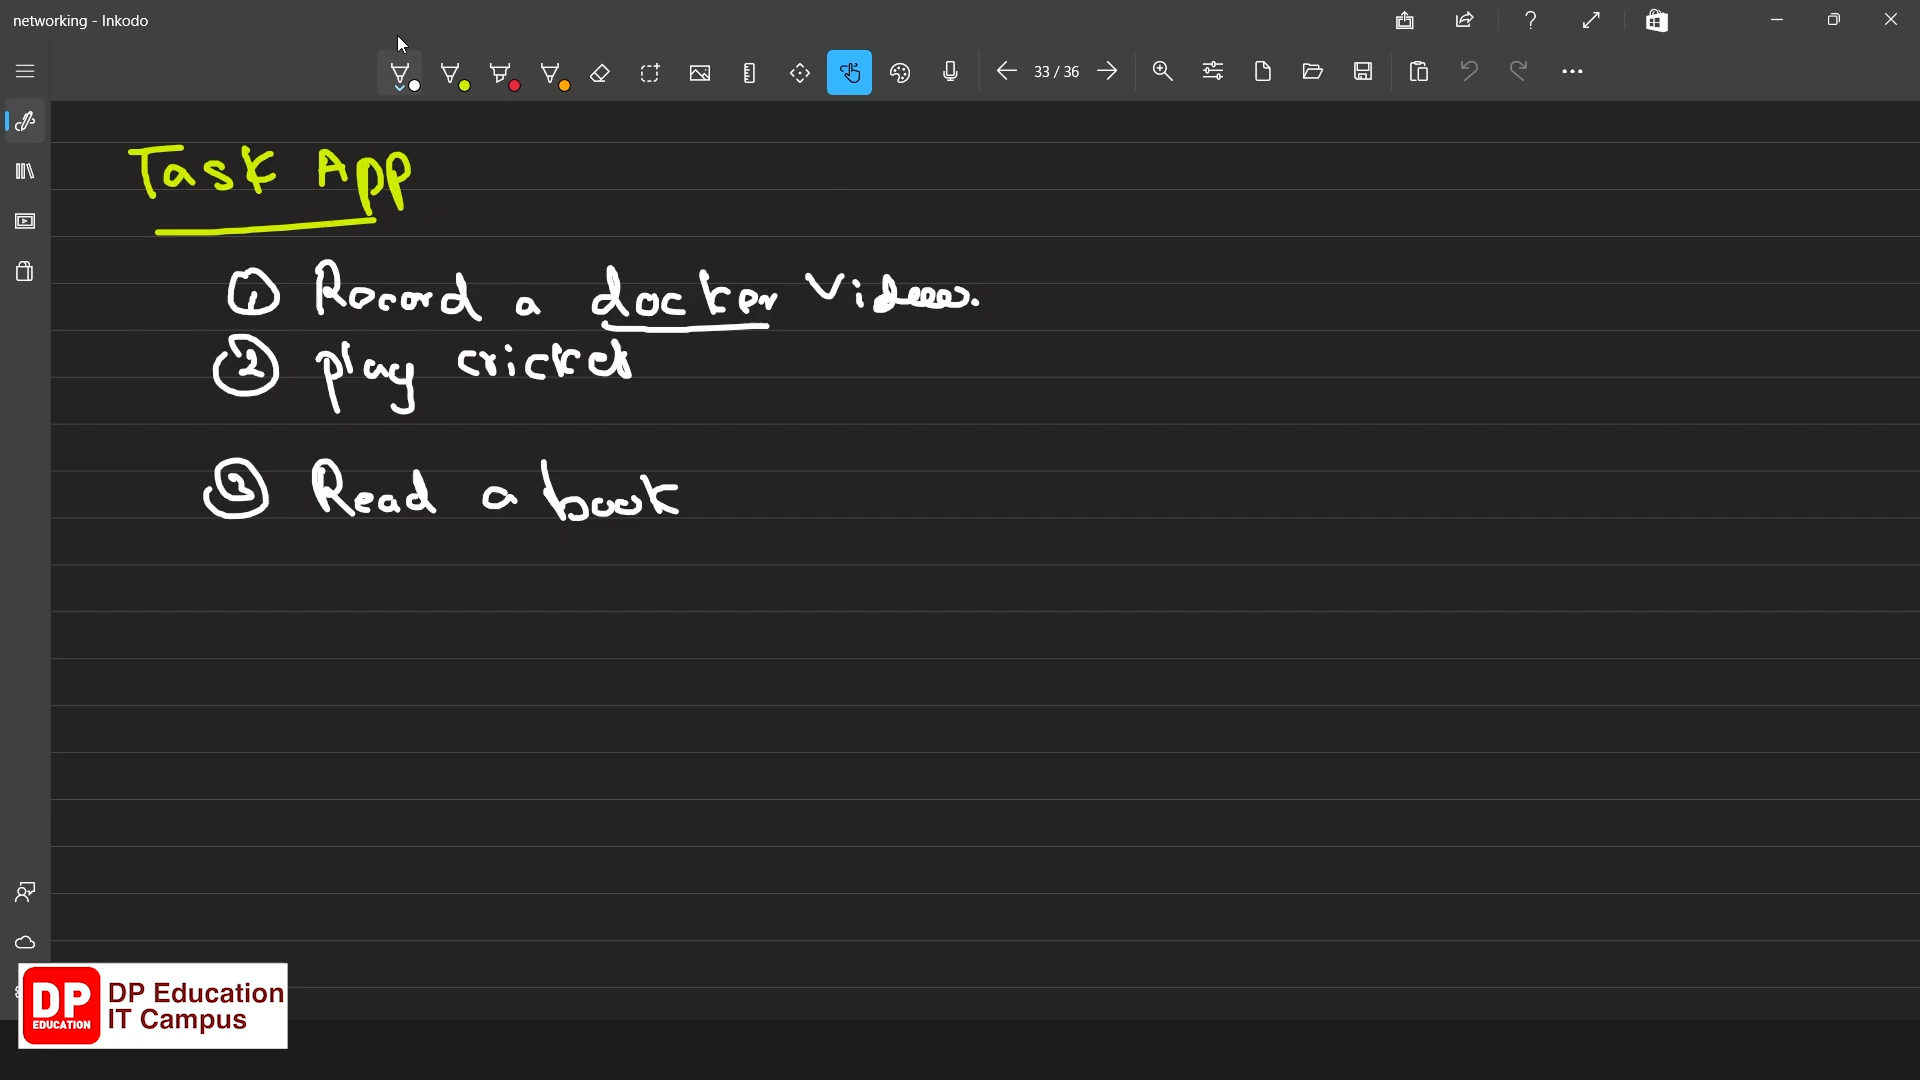 networking - Inkodo
33 / 36
Task App
① Record a docker Videos.
② play cricket
③ Read a book
DP EDUCATION
DP Education
IT Campus